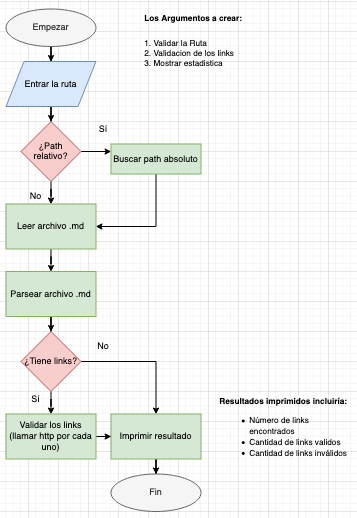 Empezar
Los Argumentos a crear:
1. Validar la Ruta
2. Validacion de los links
3. Mostrar estadistica
Entrar la ruta
Sí
¿Path
relativo?
Buscar path absoluto
No
Leer archivo .md
Parsear archivo .md
No
¿Tiene links?
Sí
Resultados imprimidos incluiría:
Validar los links
(llamar http por cada
uno)
Imprimir resultado
• Número de links
encontrados
• Cantidad de links validos
• Cantidad de links inválidos
Fin